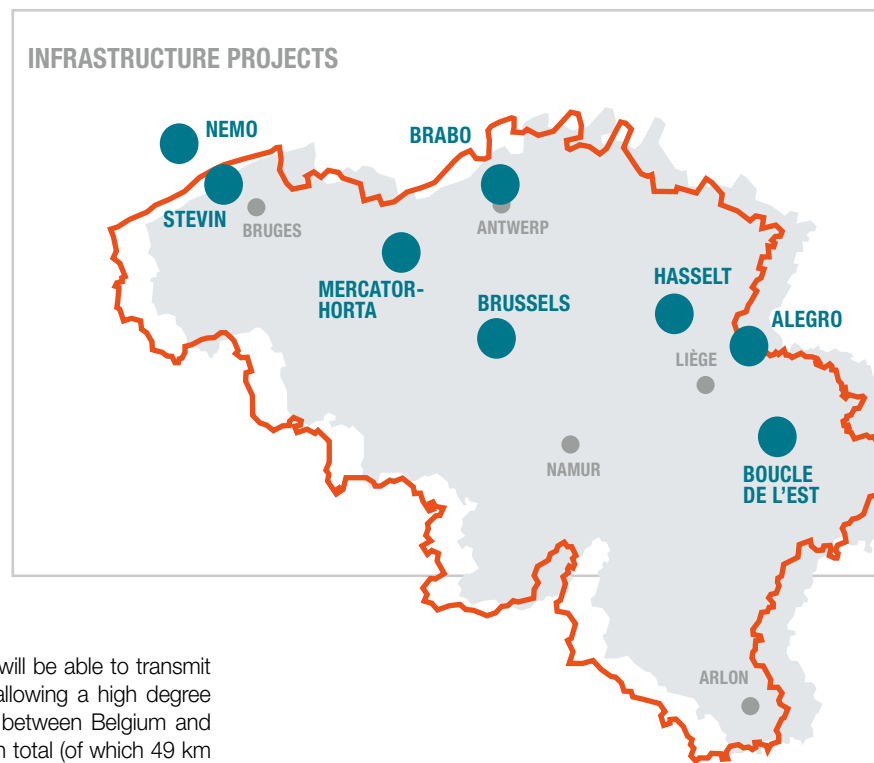 INFRASTRUCTURE PROJECTS
NEMO
BRABO
STEVIN
BRUGES
ANTWERP
MERCATOR-
HORTA
BRUSSELS
HASSELT
ALEGRO
LIÈGE
NAMUR
BOUCLE
DE L'EST
ARLON
will be able to transmit
allowing a high degree
between Belgium and
total (of which 49 km